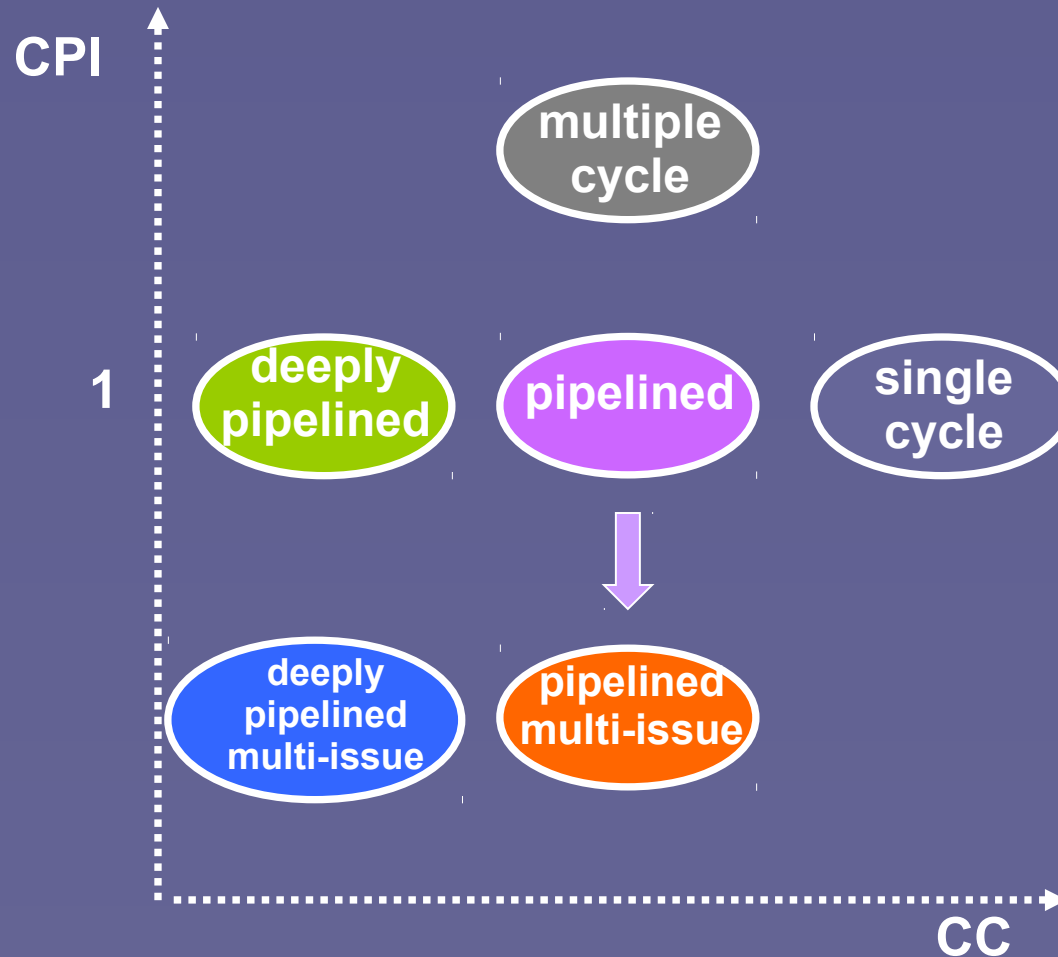 CPI
multiple
cycle
1
deeply
pipelined
pipelined
single
cycle
deeply
pipelined
multi-issue
pipelined
multi-issue
CC